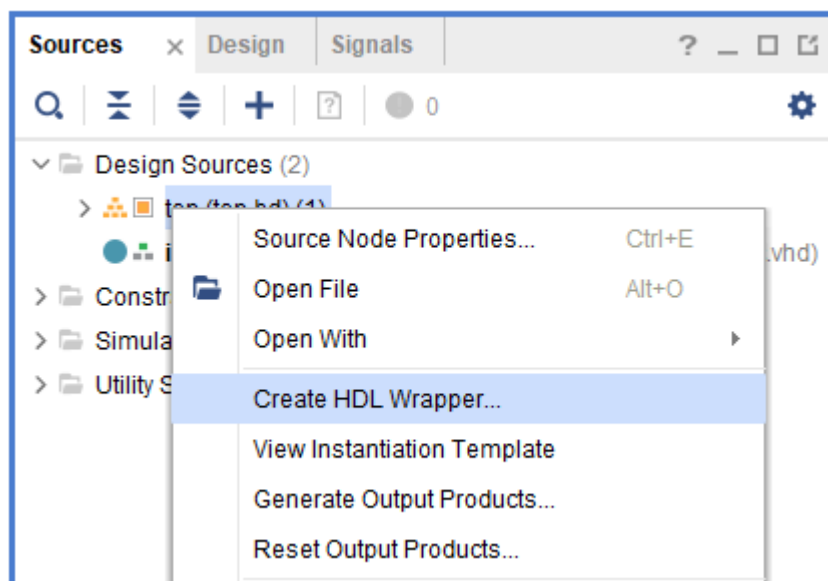 Sources × Design Signals ? _
? 0
Design Sources (2)
top (top.bd) (1)
Source Node Properties... Ctrl+E
i .vhd)
Open File Alt+O
Constr
Open With
Simula
Utility S
Create HDL Wrapper...
View Instantiation Template
Generate Output Products...
Reset Output Products...